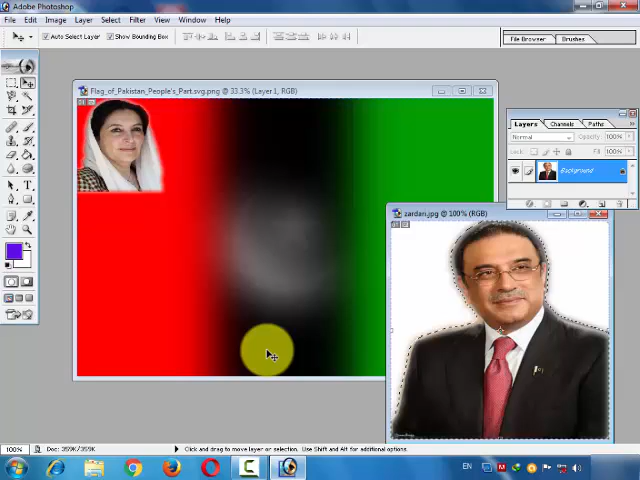 Adobe Photoshop
File Edit Image Layer Select Filter View Window Help
Auto Select Layer Show Bounding Box
File Browser Brushes
Flag_of_Pakistan_People's_Part.svg.png @ 33.3% (Layer 1, RGB)
Layers Channels Paths
Normal Opacity: 100%
Lock: Fill: 100%
Background
zardari.jpg @ 100% (RGB)
100% Doc: 359K/359K Click and drag to move layer or selection. Use Shift and Alt for additional options.
EN